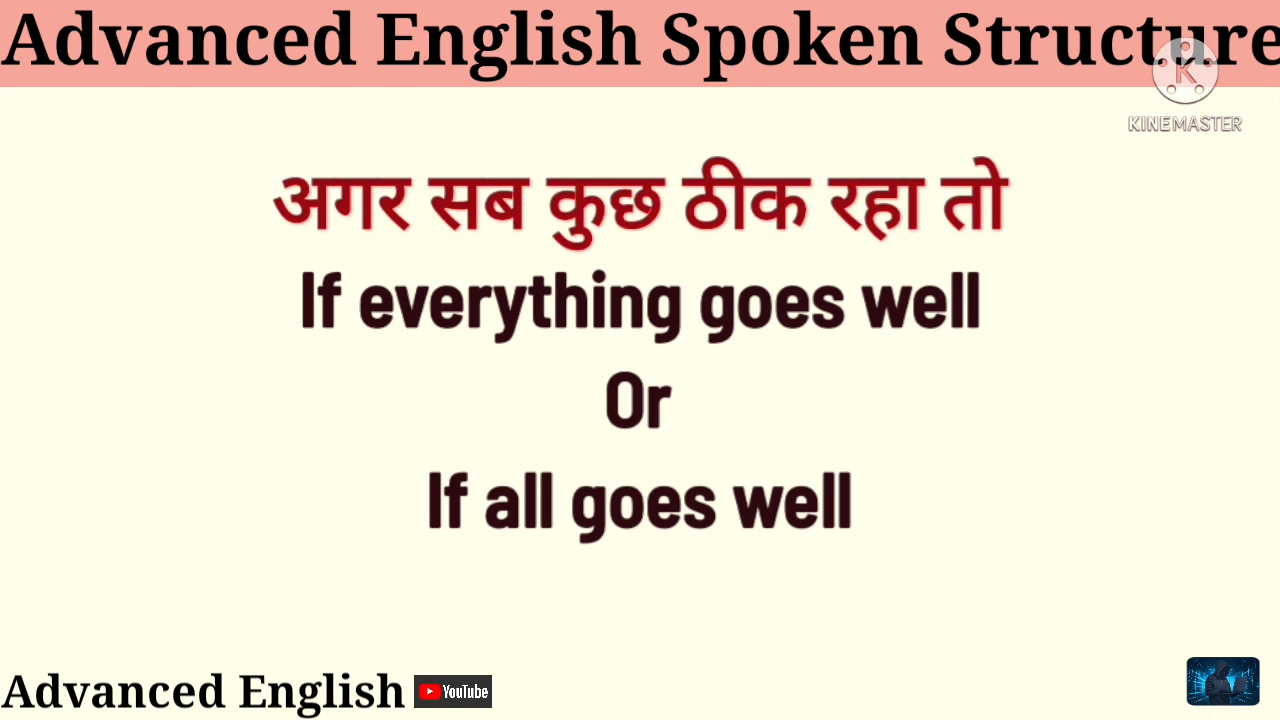 Advanced English Spoken Structure
KINEMASTER
अगर सब कुछ ठीक रहा तो
If everything goes well
Or
If all goes well
Advanced English YouTube